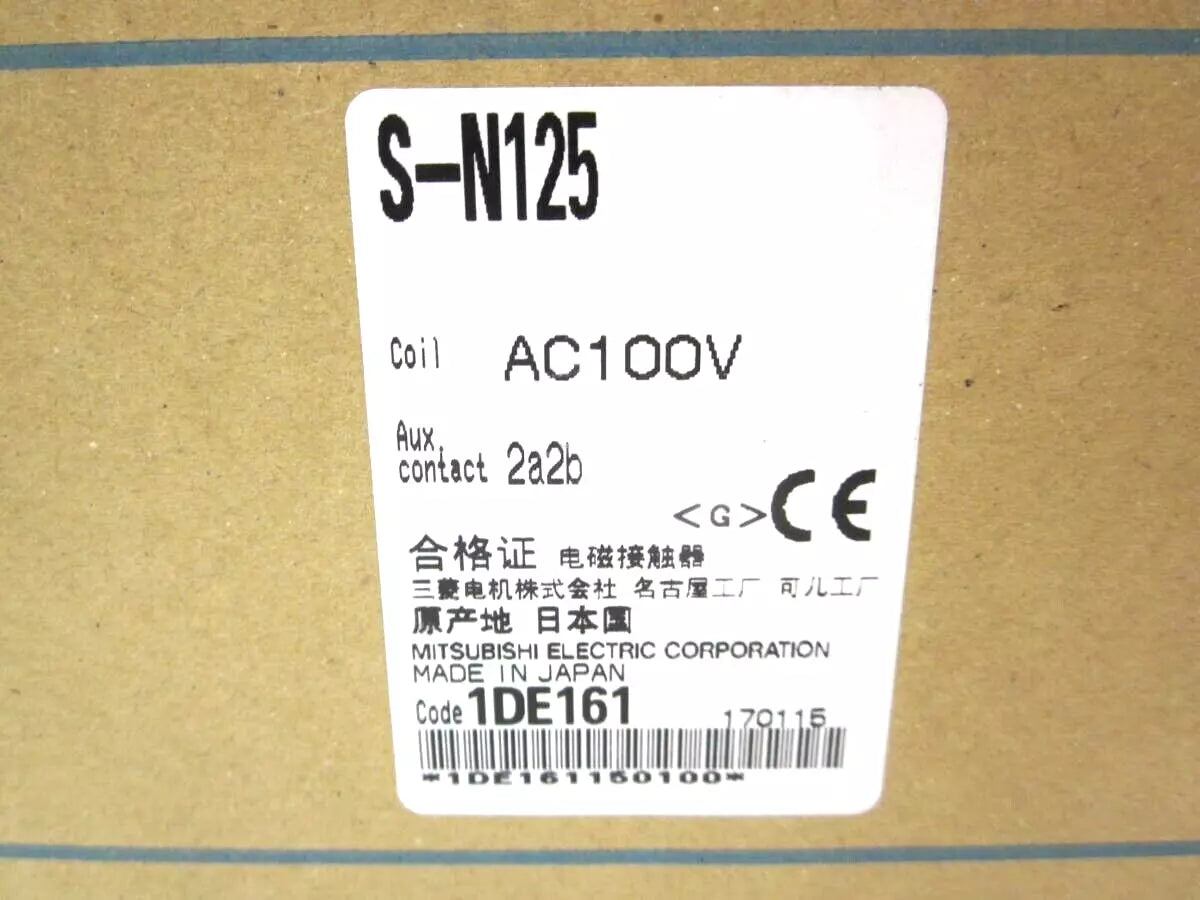 S-N125
Coil AC100V
Aux.
contact 2a2b
<G> CE
合格证 电磁接触器
三菱电机株式会社 名古屋工厂 可儿工厂
原产地 日本国
MITSUBISHI ELECTRIC CORPORATION
MADE IN JAPAN
Code 1DE161 170115
*1DE161150100*